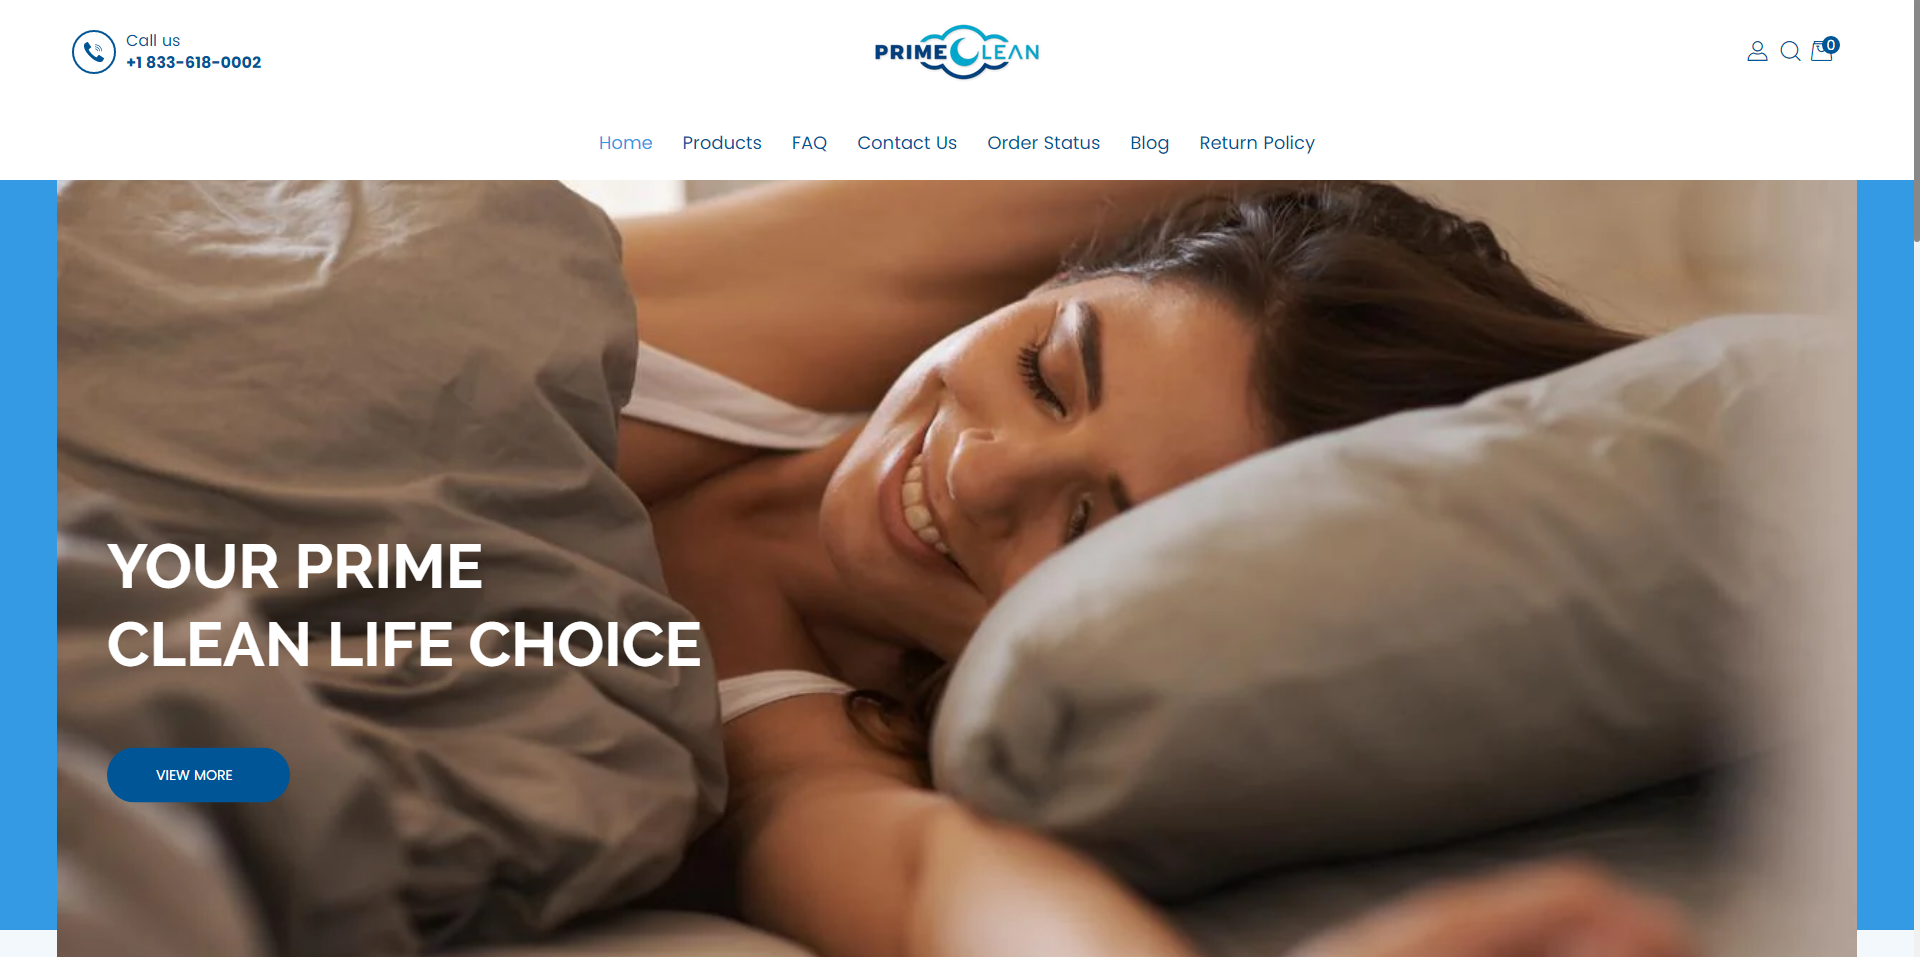 Call us
+1 833-618-0002
PRIME CLEAN
0
Home Products FAQ Contact Us Order Status Blog Return Policy
YOUR PRIME
CLEAN LIFE CHOICE
VIEW MORE